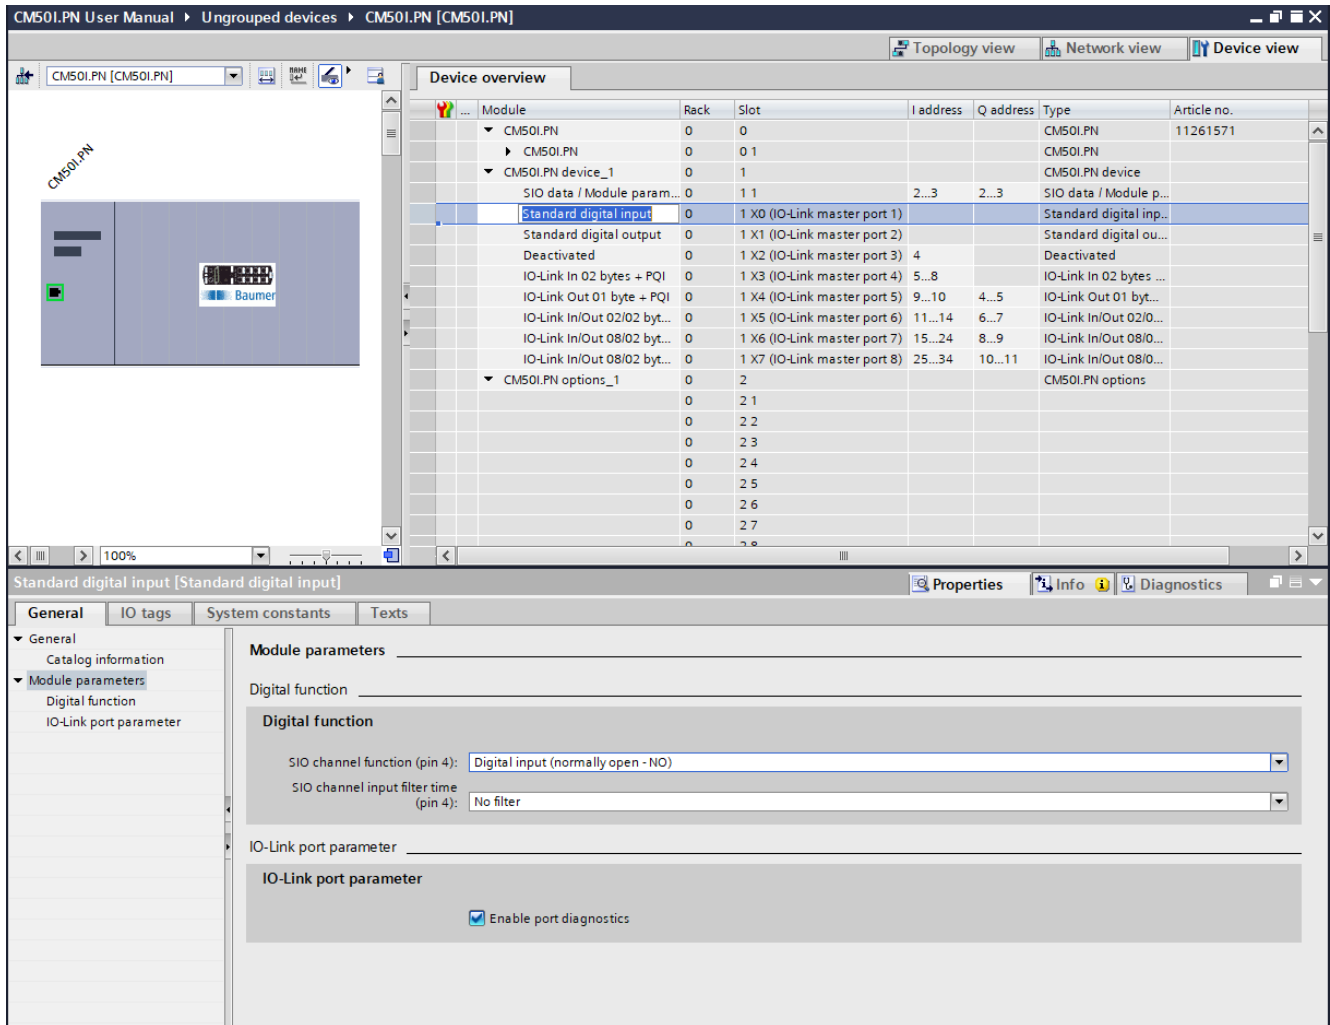 CM50I.PN User Manual ▸ Ungrouped devices ▸ CM50I.PN [CM50I.PN]
Topology view Network view Device view
CM50I.PN [CM50I.PN]
Device overview
... Module Rack Slot I address Q address Type Article no.
CM50I.PN 0 0 CM50I.PN 11261571
CM50I.PN 0 0 1 CM50I.PN
CM50I.PN device_1 0 1 CM50I.PN device
SIO data / Module param... 0 1 1 2...3 2...3 SIO data / Module p...
Standard digital input 0 1 X0 (IO-Link master port 1) Standard digital inp..
Standard digital output 0 1 X1 (IO-Link master port 2) Standard digital ou...
Deactivated 0 1 X2 (IO-Link master port 3) 4 Deactivated
IO-Link In 02 bytes + PQI 0 1 X3 (IO-Link master port 4) 5...8 IO-Link In 02 bytes ...
IO-Link Out 01 byte + PQI 0 1 X4 (IO-Link master port 5) 9...10 4...5 IO-Link Out 01 byt...
IO-Link In/Out 02/02 byt... 0 1 X5 (IO-Link master port 6) 11...14 6...7 IO-Link In/Out 02/0...
IO-Link In/Out 08/02 byt... 0 1 X6 (IO-Link master port 7) 15...24 8...9 IO-Link In/Out 08/0...
IO-Link In/Out 08/02 byt... 0 1 X7 (IO-Link master port 8) 25...34 10...11 IO-Link In/Out 08/0...
CM50I.PN options_1 0 2 CM50I.PN options
0 2 1
0 2 2
0 2 3
0 2 4
0 2 5
0 2 6
0 2 7
CM50I.PN
Baumer
100%
Standard digital input [Standard digital input]
Properties Info Diagnostics
General IO tags System constants Texts
General
Catalog information
Module parameters
Digital function
IO-Link port parameter
Module parameters
Digital function
Digital function
SIO channel function (pin 4): Digital input (normally open - NO)
SIO channel input filter time
(pin 4): No filter
IO-Link port parameter
IO-Link port parameter
Enable port diagnostics